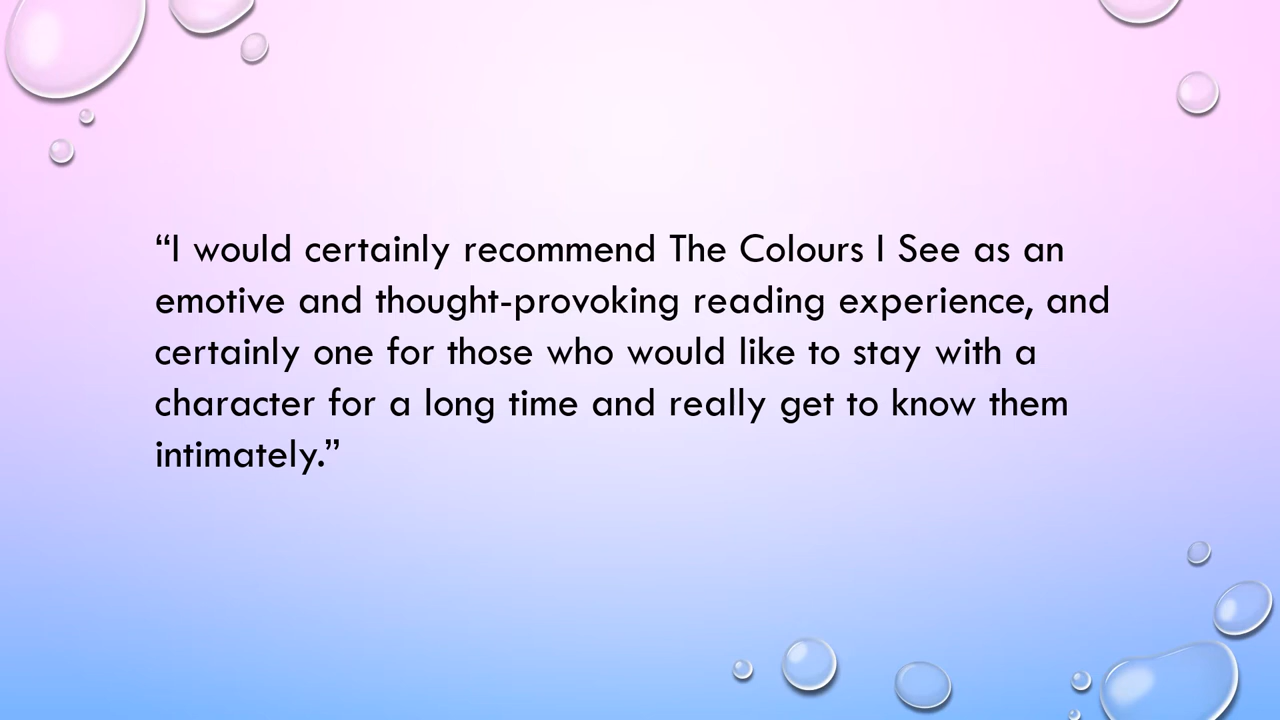 “I would certainly recommend The Colours I See as an
emotive and thought-provoking reading experience, and
certainly one for those who would like to stay with a
character for a long time and really get to know them
intimately.”